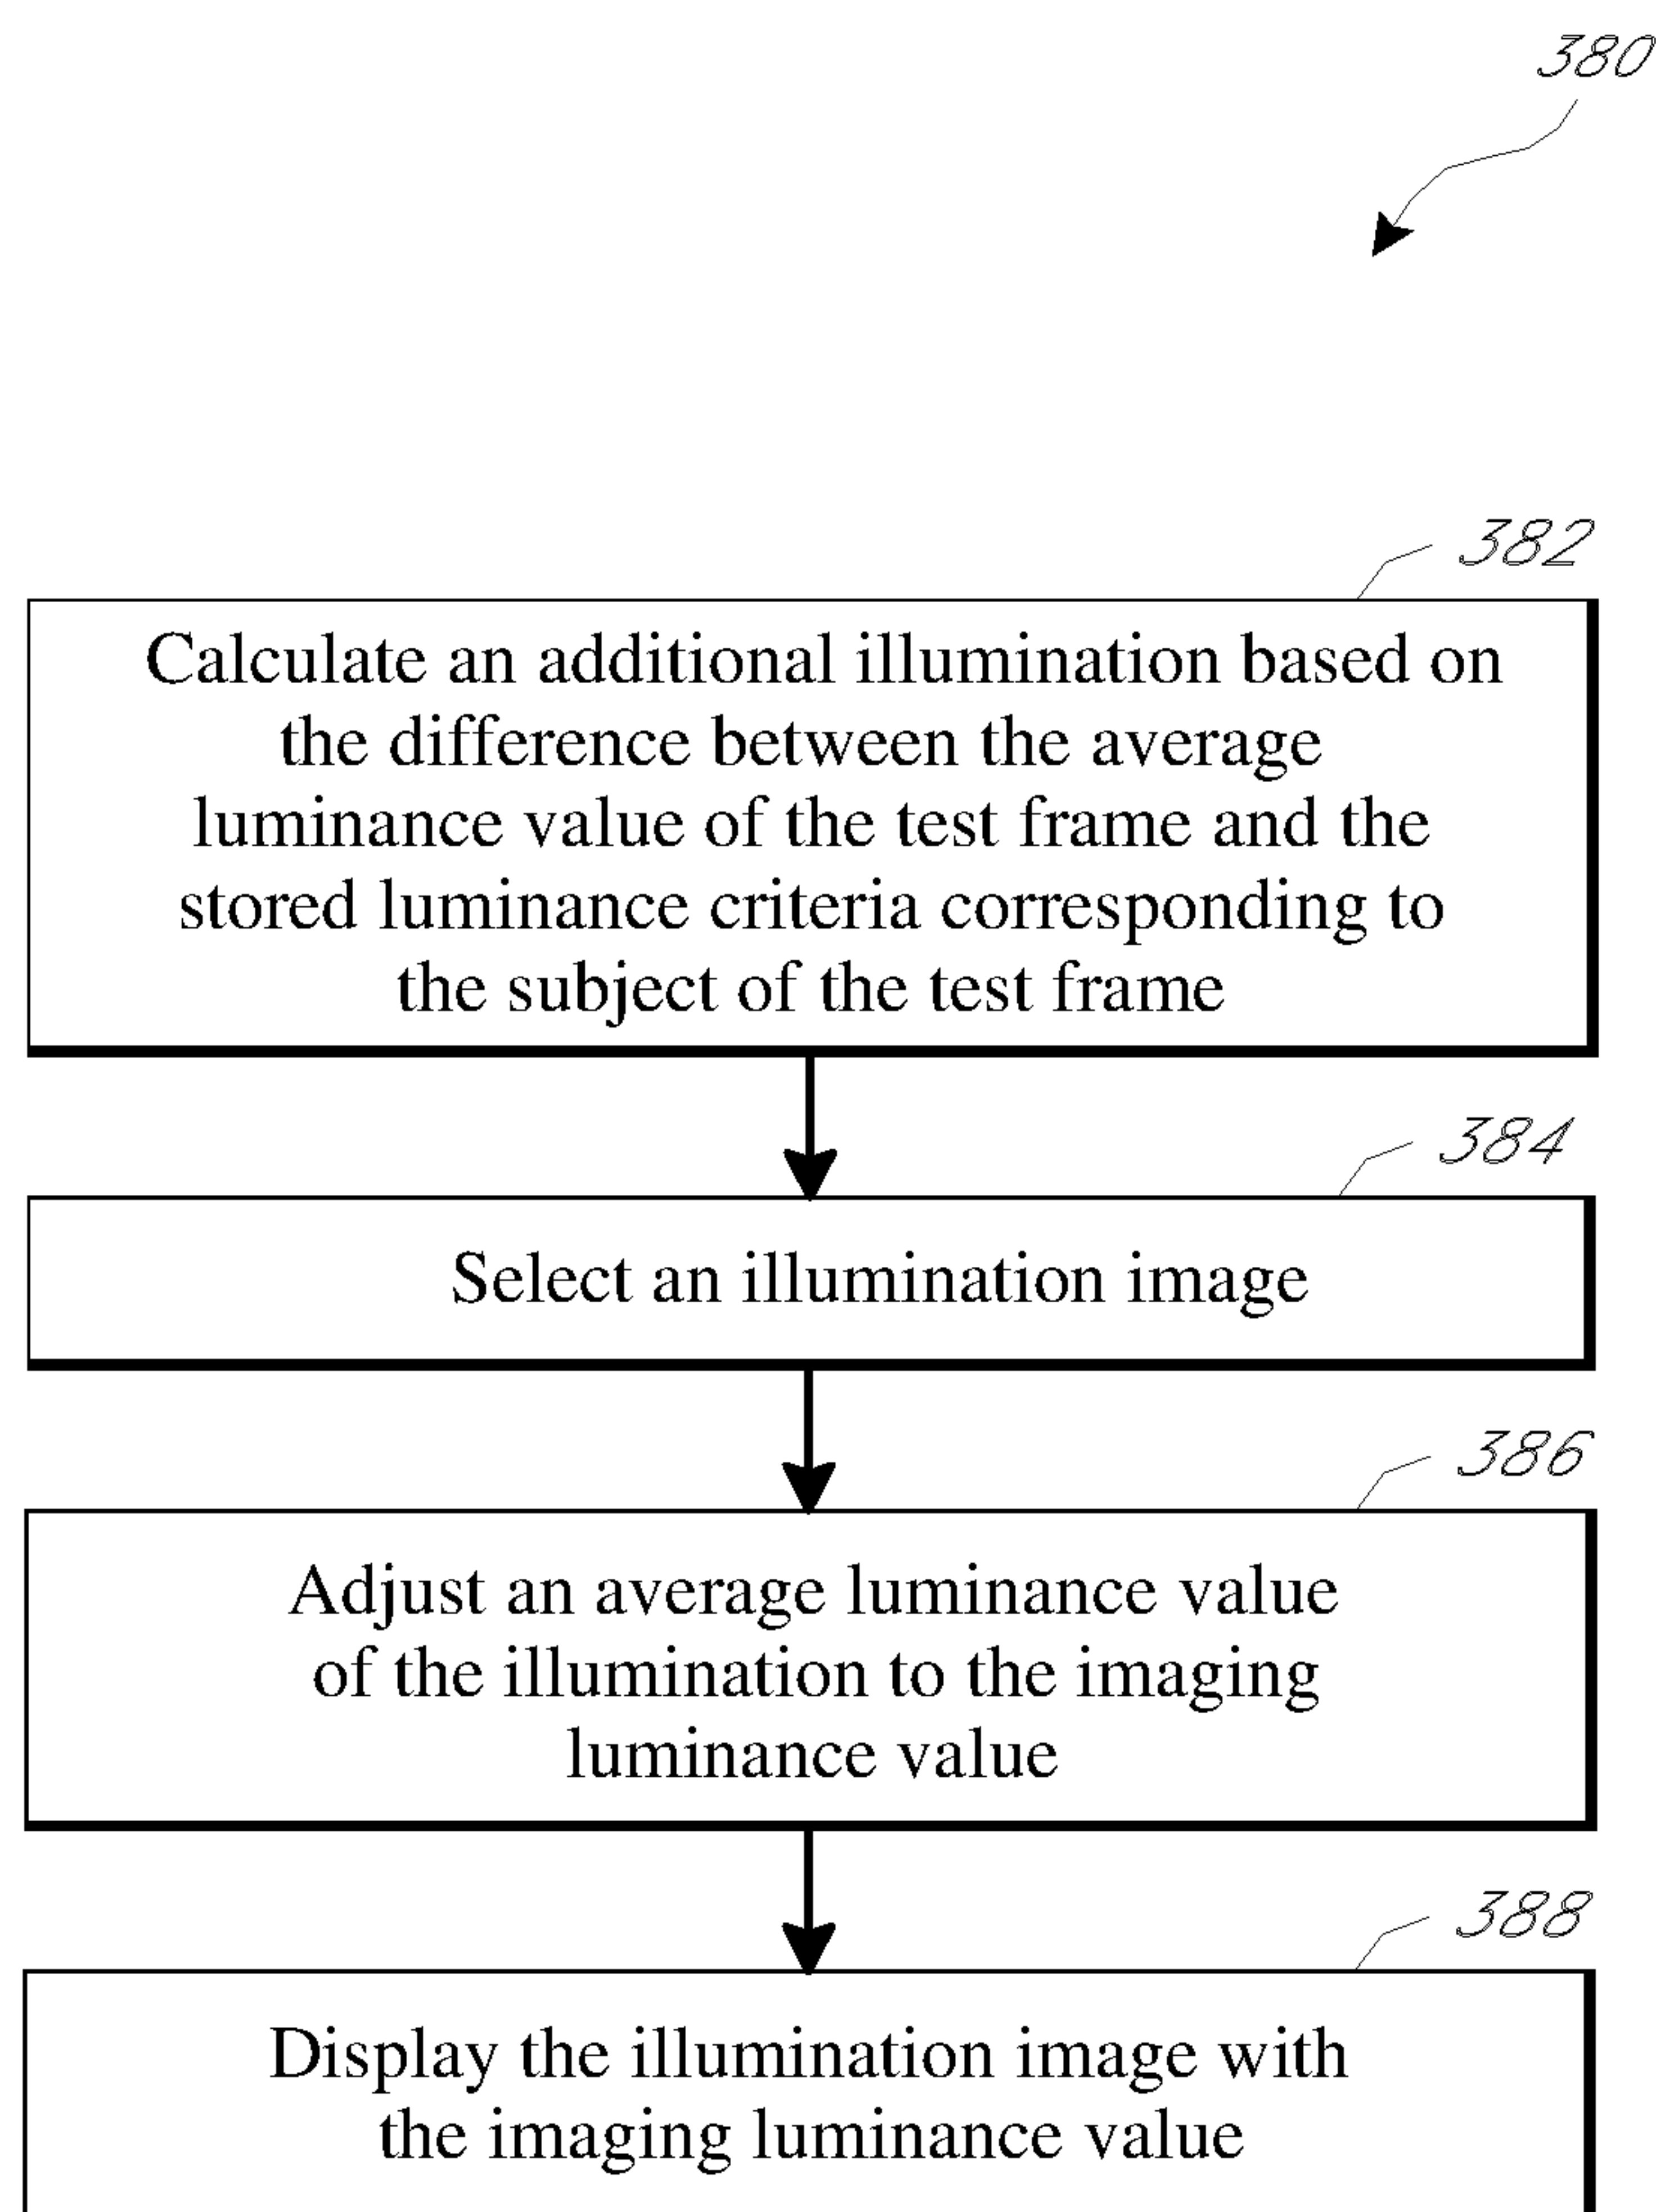 380
382
Calculate an additional illumination based on
the difference between the average
luminance value of the test frame and the
stored luminance criteria corresponding to
the subject of the test frame
384
Select an illumination image
386
Adjust an average luminance value
of the illumination to the imaging
luminance value
388
Display the illumination image with
the imaging luminance value